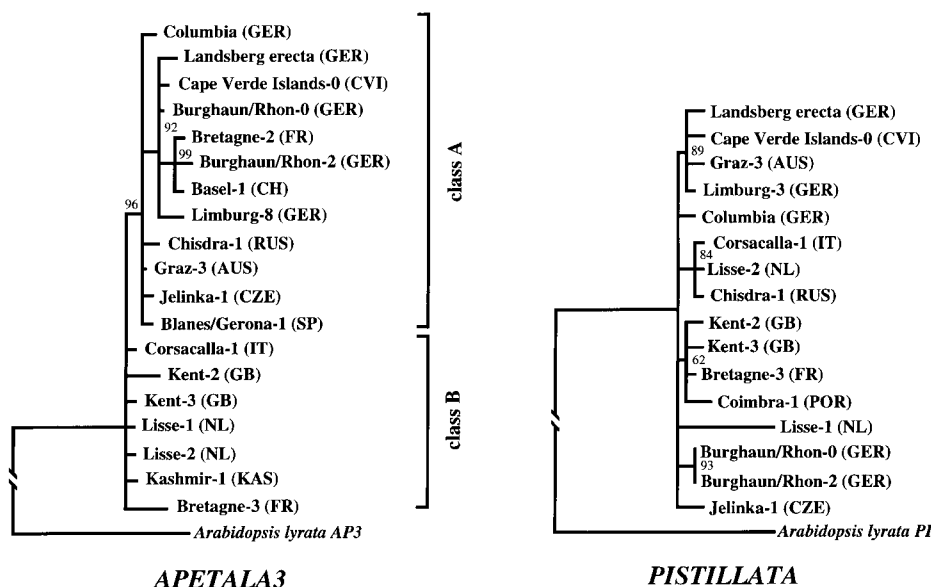 Columbia (GER)
Landsberg erecta (GER)
Cape Verde Islands-0 (CVI)
Burghaun/Rhon-0 (GER)
92
Bretagne-2 (FR)
99
Burghaun/Rhon-2 (GER)
Basel-1 (CH)
96
Limburg-8 (GER)
Chisdra-1 (RUS)
Graz-3 (AUS)
Jelinka-1 (CZE)
Blanes/Gerona-1 (SP)
class A
Corsacalla-1 (IT)
Kent-2 (GB)
Kent-3 (GB)
Lisse-1 (NL)
Lisse-2 (NL)
Kashmir-1 (KAS)
Bretagne-3 (FR)
class B
Arabidopsis lyrata AP3
APETALA3
Landsberg erecta (GER)
Cape Verde Islands-0 (CVI)
89
Graz-3 (AUS)
Limburg-3 (GER)
Columbia (GER)
Corsacalla-1 (IT)
84
Lisse-2 (NL)
Chisdra-1 (RUS)
Kent-2 (GB)
Kent-3 (GB)
62
Bretagne-3 (FR)
Coimbra-1 (POR)
Lisse-1 (NL)
Burghaun/Rhon-0 (GER)
93
Burghaun/Rhon-2 (GER)
Jelinka-1 (CZE)
Arabidopsis lyrata PI
PISTILLATA